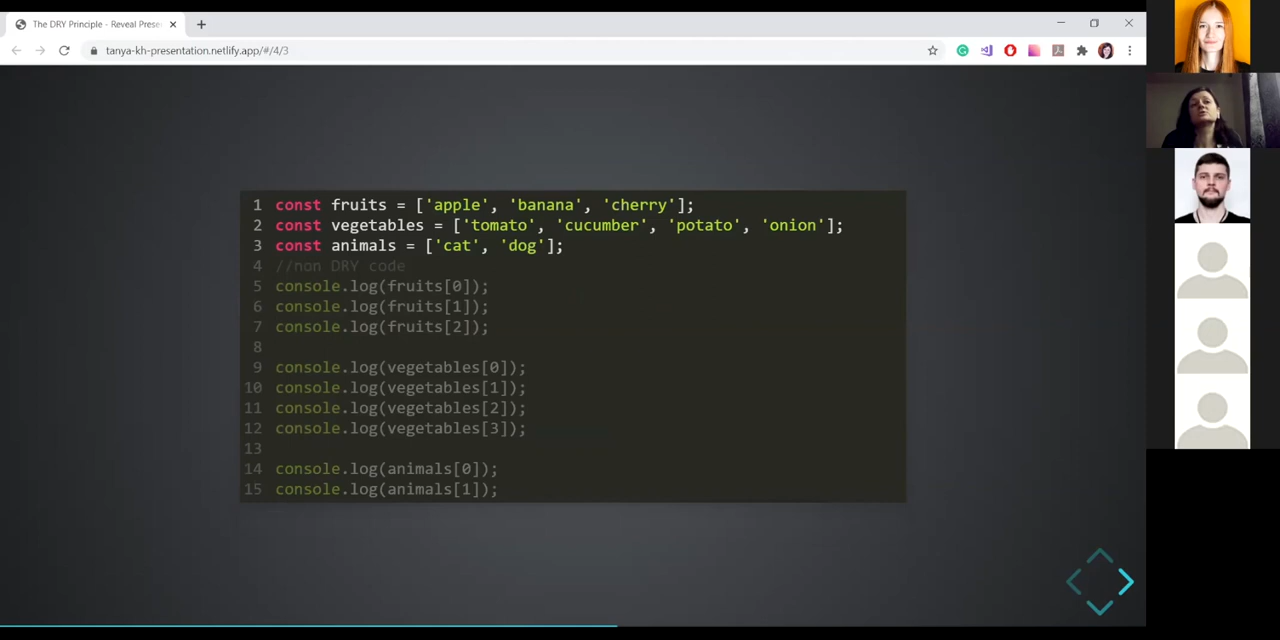 The DRY Principle - Reveal Prese
tanya-kh-presentation.netlify.app/#/4/3
1 const fruits = ['apple', 'banana', 'cherry'];
2 const vegetables = ['tomato', 'cucumber', 'potato', 'onion'];
3 const animals = ['cat', 'dog'];
4 //non DRY code
5 console.log(fruits[0]);
6 console.log(fruits[1]);
7 console.log(fruits[2]);
8
9 console.log(vegetables[0]);
10 console.log(vegetables[1]);
11 console.log(vegetables[2]);
12 console.log(vegetables[3]);
13
14 console.log(animals[0]);
15 console.log(animals[1]);